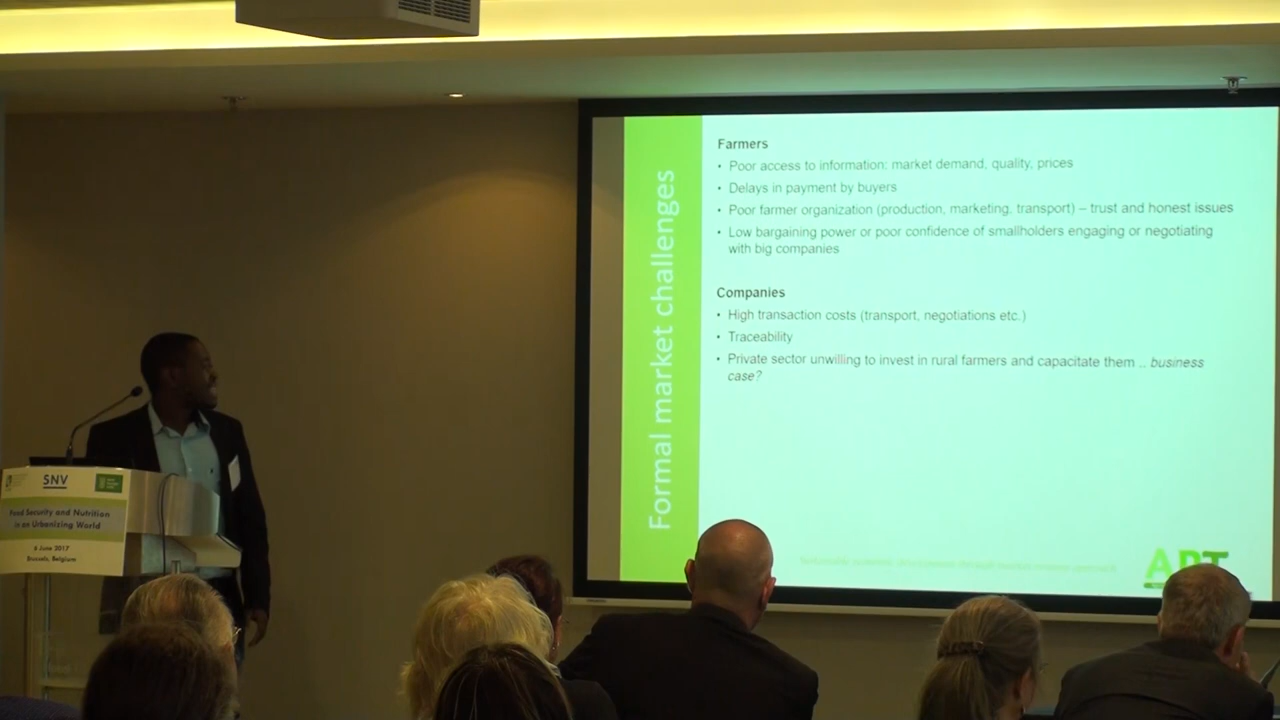 Formal market challenges
Farmers
• Poor access to information: market demand, quality, prices
• Delays in payment by buyers
• Poor farmer organization (production, marketing, transport) – trust and honest issues
• Low bargaining power or poor confidence of smallholders engaging or negotiating
with big companies
Companies
• High transaction costs (transport, negotiations etc.)
• Traceability
• Private sector unwilling to invest in rural farmers and capacitate them .. business
case?
SNV
Food Security and Nutrition
in an Urbanizing World
6 June 2017
Brussels, Belgium